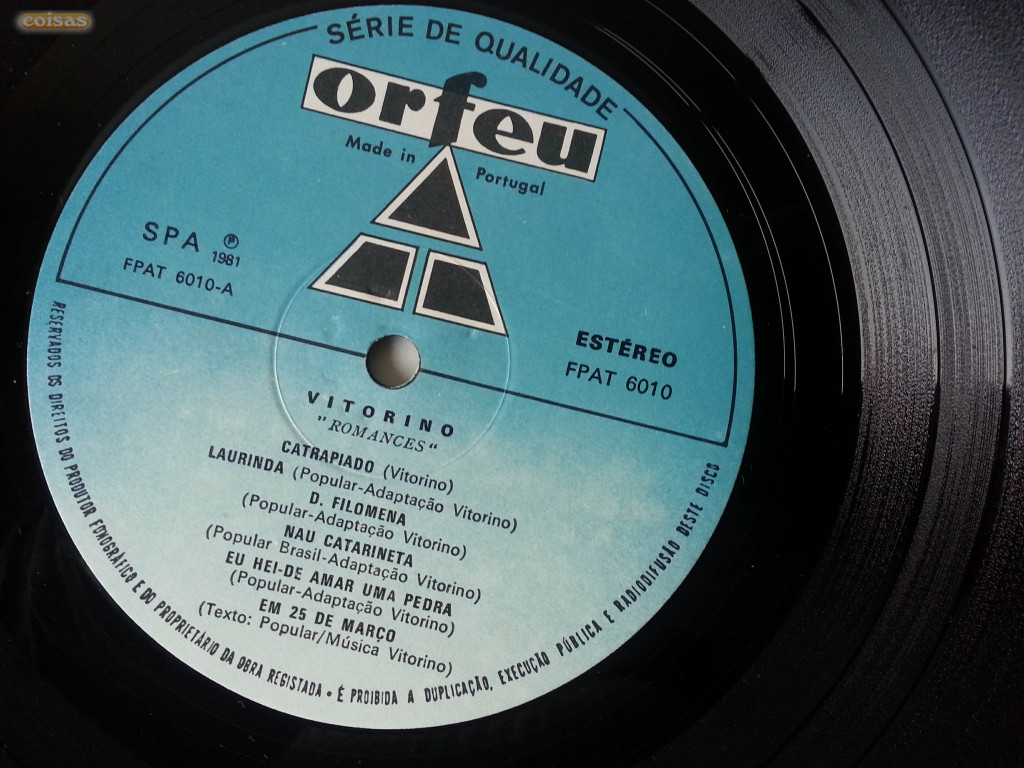 coisas
SÉRIE DE QUALIDADE
orfeu
Made in Portugal
SPA Ⓟ 1981
FPAT 6010-A
ESTÉREO
FPAT 6010
VITORINO
"ROMANCES"
CATRAPIADO (Vitorino)
LAURINDA (Popular-Adaptação Vitorino)
D. FILOMENA
(Popular-Adaptação Vitorino)
NAU CATARINETA
(Popular Brasil-Adaptação Vitorino)
EU HEI-DE AMAR UMA PEDRA
(Popular-Adaptação Vitorino)
EM 25 DE MARÇO
(Texto: Popular/Música Vitorino)
RESERVADOS OS DIREITOS DO PRODUTOR FONOGRÁFICO E DO PROPRIETÁRIO DA OBRA REGISTADA • É PROIBIDA A DUPLICAÇÃO, EXECUÇÃO PÚBLICA E RADIODIFUSÃO DESTE DISCO